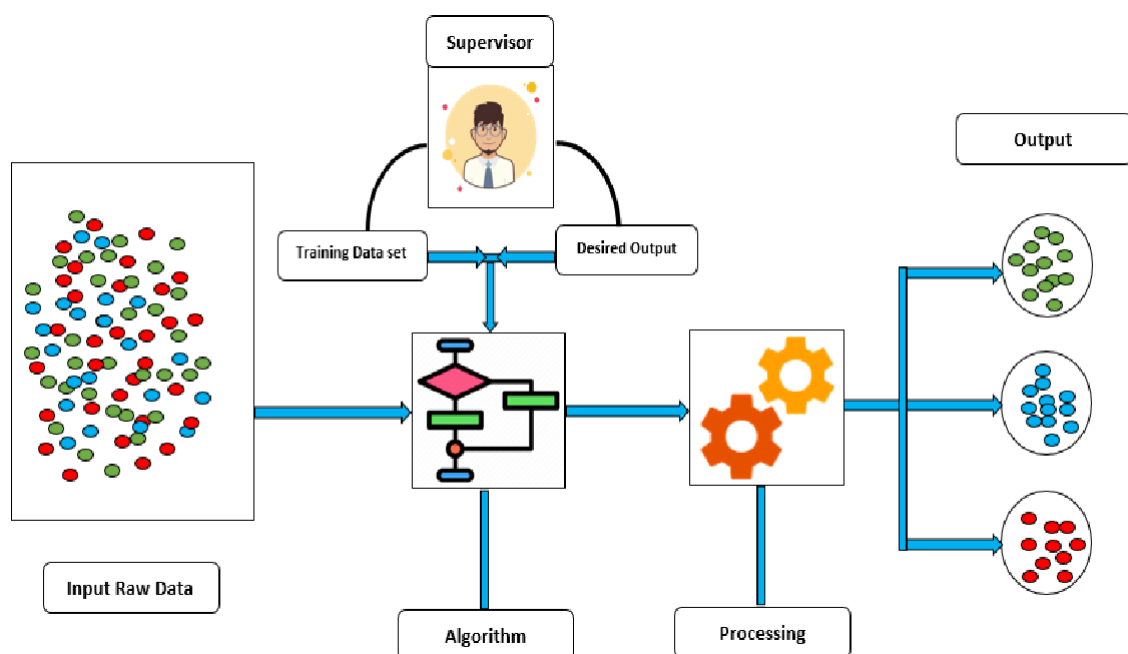 Supervisor
Output
Training Data set
Desired Output
Input Raw Data
Algorithm
Processing